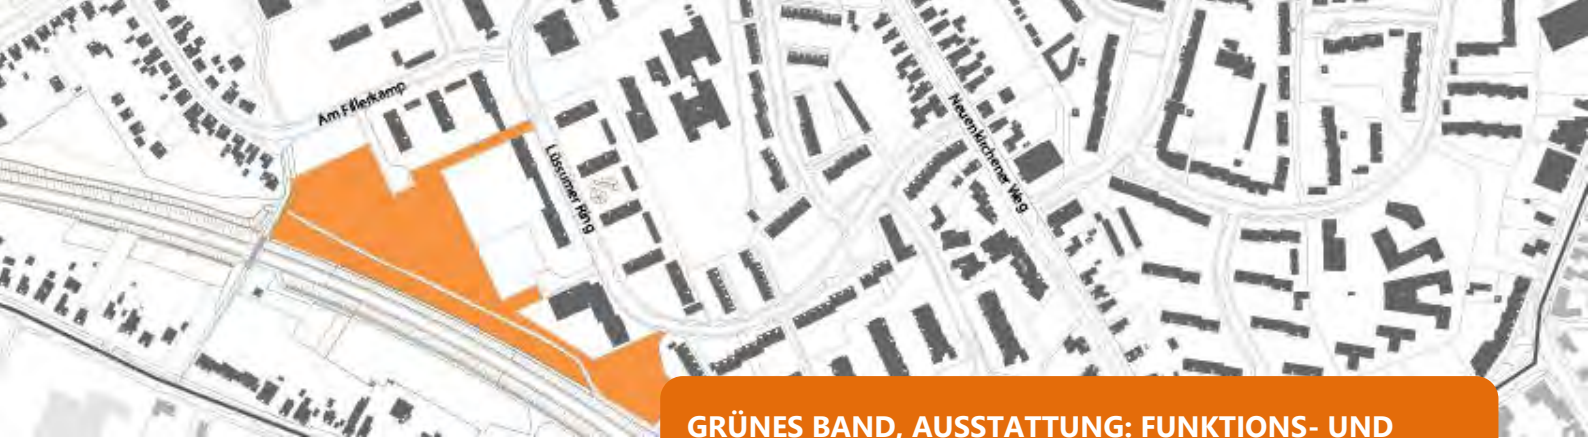 Am Fillerkamp
Lüssumer Ring
Neuenkirchener Weg
GRÜNES BAND, AUSSTATTUNG: FUNKTIONS- UND